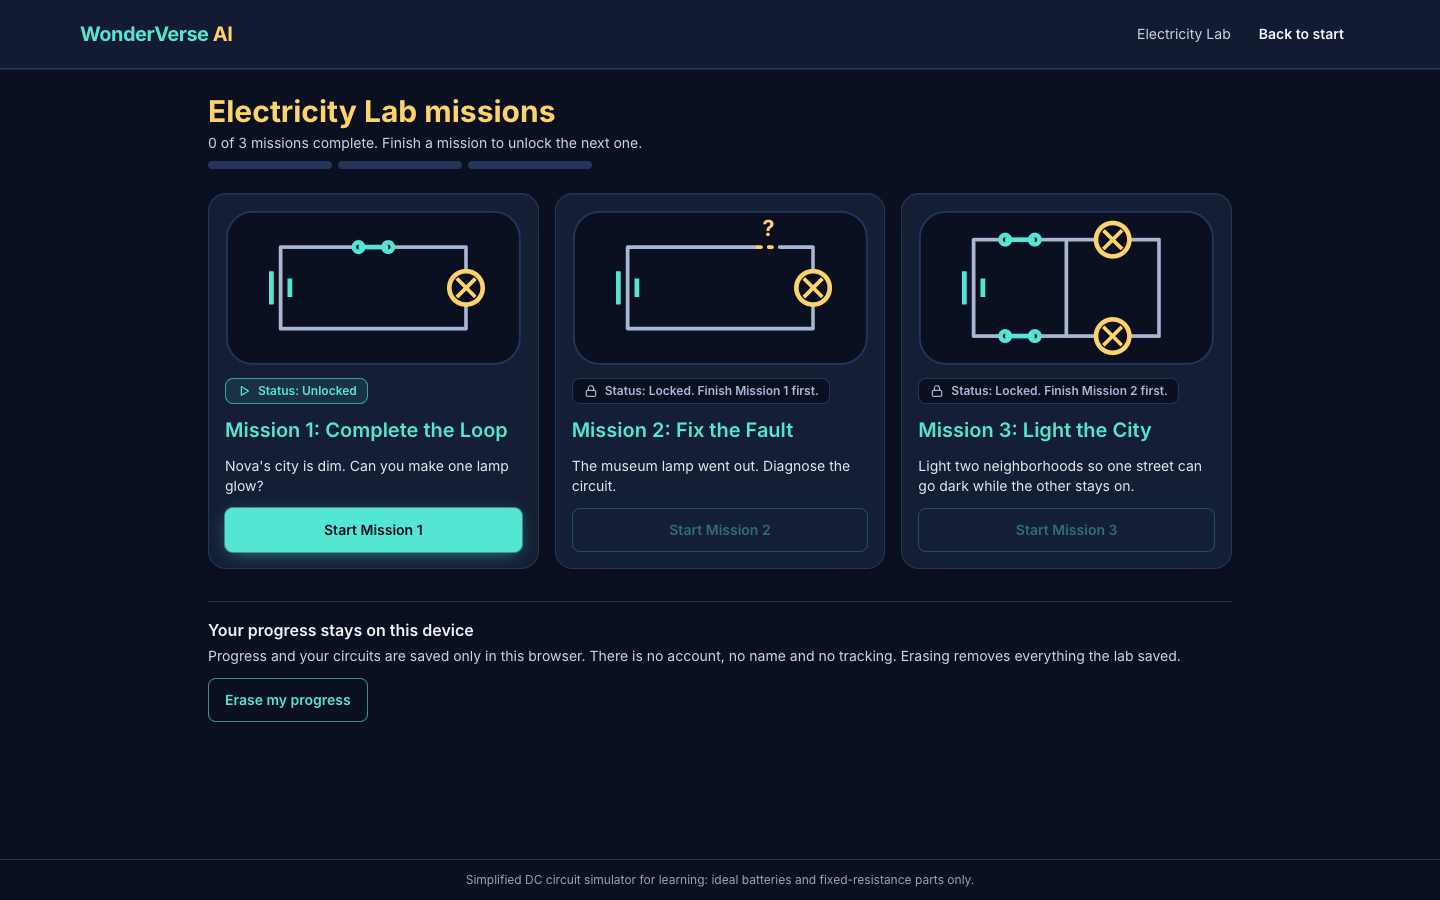 WonderVerse AI
Electricity Lab
Back to start
Electricity Lab missions
0 of 3 missions complete. Finish a mission to unlock the next one.
?
Status: Unlocked
Mission 1: Complete the Loop
Nova's city is dim. Can you make one lamp
glow?
Start Mission 1
Status: Locked. Finish Mission 1 first.
Mission 2: Fix the Fault
The museum lamp went out. Diagnose the
circuit.
Start Mission 2
Status: Locked. Finish Mission 2 first.
Mission 3: Light the City
Light two neighborhoods so one street can
go dark while the other stays on.
Start Mission 3
Your progress stays on this device
Progress and your circuits are saved only in this browser. There is no account, no name and no tracking. Erasing removes everything the lab saved.
Erase my progress
Simplified DC circuit simulator for learning: ideal batteries and fixed-resistance parts only.